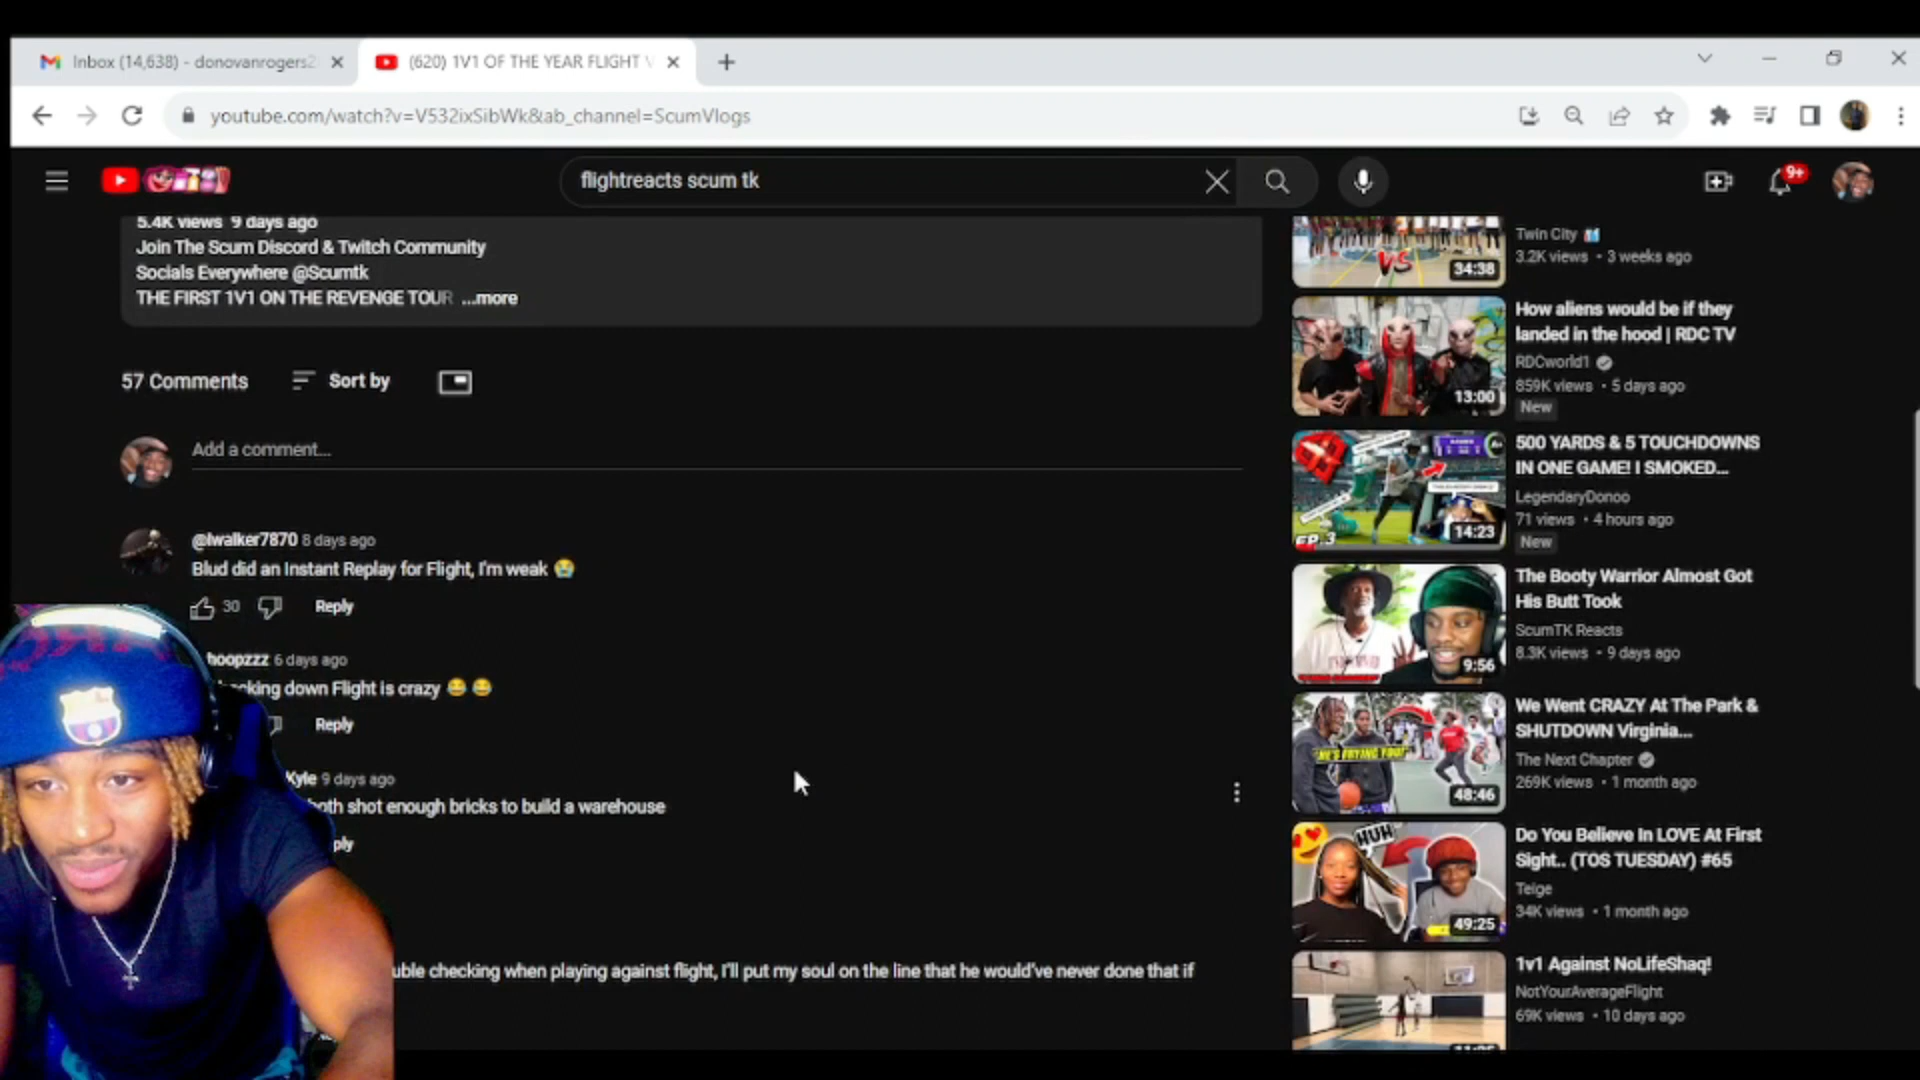 Inbox (14,638) - donovanrogers2
(620) 1V1 OF THE YEAR FLIGHT
youtube.com/watch?v=V532ixSibWk&ab_channel=ScumVlogs
flightreacts scum tk
9+
5.4K views 9 days ago
Join The Scum Discord & Twitch Community
Socials Everywhere @Scumtk
THE FIRST 1V1 ON THE REVENGE TOUR ...more
57 Comments
Sort by
Add a comment...
@lwalker7870 8 days ago
Blud did an Instant Replay for Flight, I'm weak 😭
30
Reply
hoopzzz 6 days ago
down Flight is crazy 😂 😂
Reply
Kyle 9 days ago
both shot enough bricks to build a warehouse
checking when playing against flight, I'll put my soul on the line that he would've never done that if
VS
34:38
Twin City
3.2K views • 3 weeks ago
13:00
How aliens would be if they
landed in the hood | RDC TV
RDCworld1
859K views • 5 days ago
New
EP.3
14:23
500 YARDS & 5 TOUCHDOWNS
IN ONE GAME! I SMOKED...
LegendaryDonoo
71 views • 4 hours ago
New
9:56
The Booty Warrior Almost Got
His Butt Took
ScumTK Reacts
8.3K views • 9 days ago
"HE'S FRYING YOU!"
48:46
We Went CRAZY At The Park &
SHUTDOWN Virginia...
The Next Chapter
269K views • 1 month ago
HUH
49:25
Do You Believe In LOVE At First
Sight.. (TOS TUESDAY) #65
Teige
34K views • 1 month ago
1v1 Against NoLifeShaq!
NotYourAverageFlight
69K views • 10 days ago